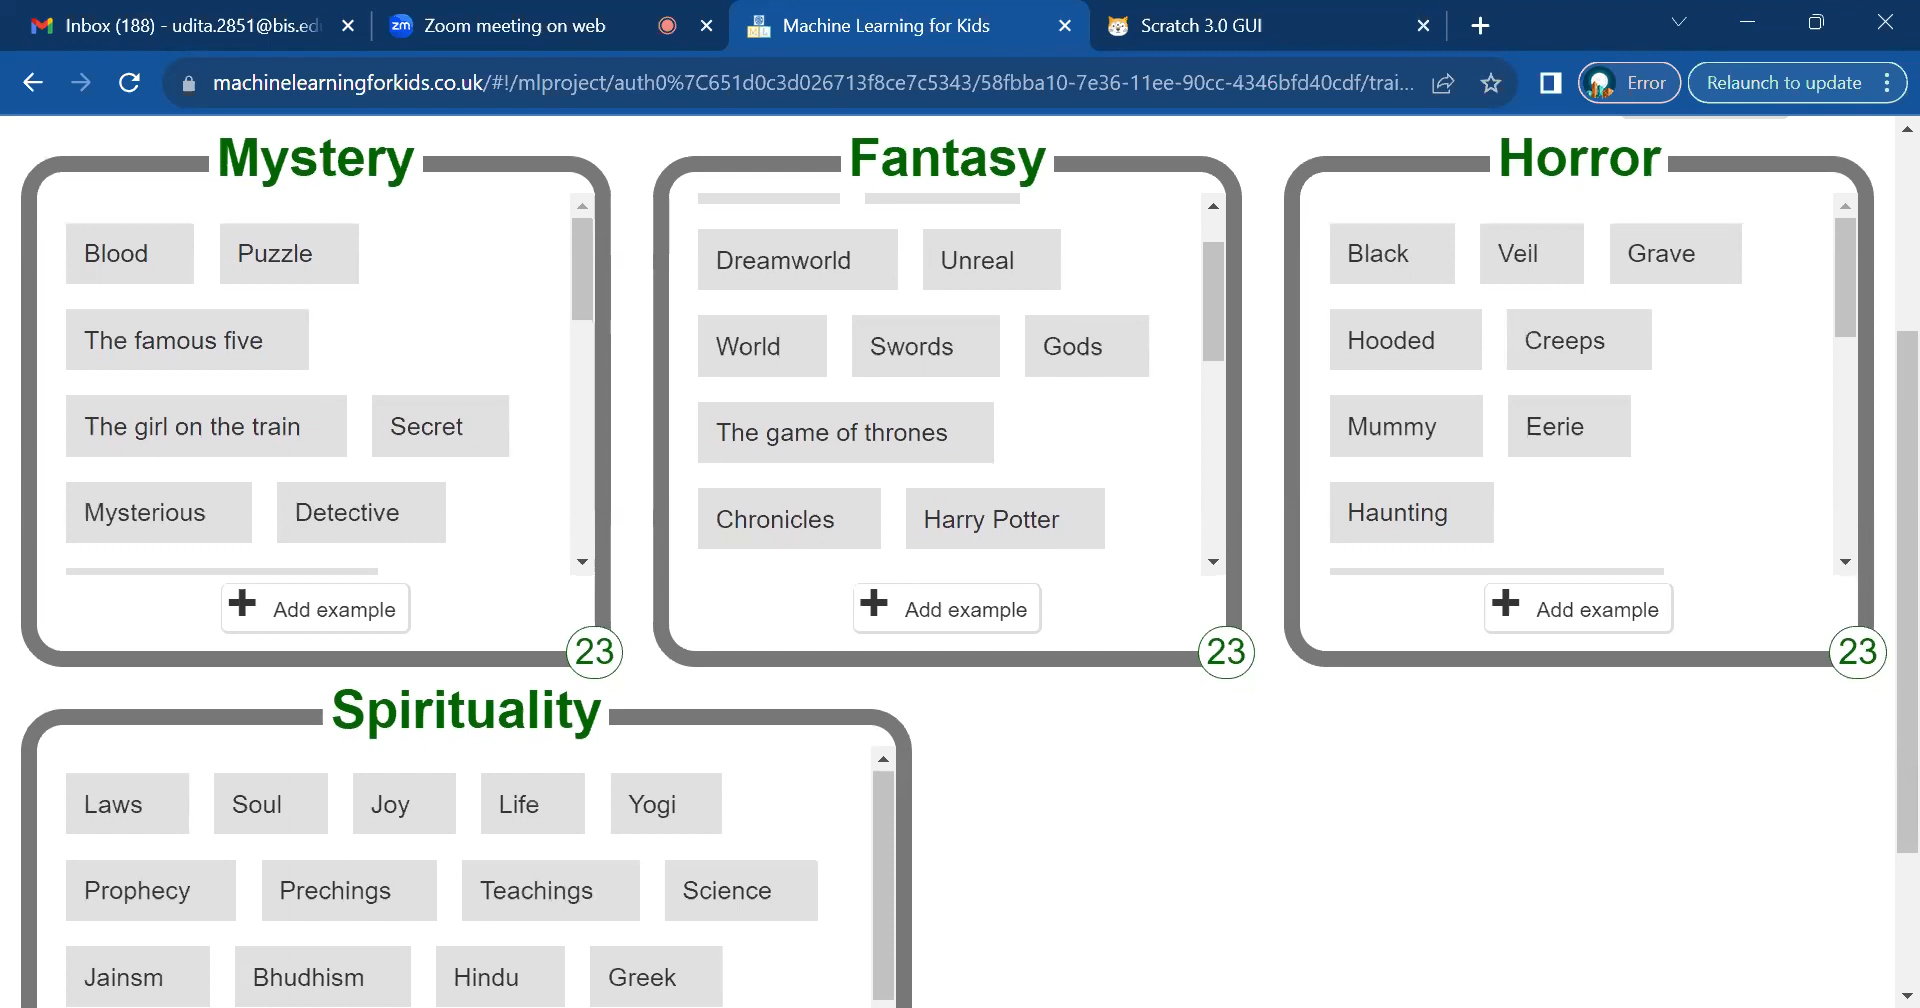 Inbox (188) - udita.2851@bis.ed
Zoom meeting on web
Machine Learning for Kids
Scratch 3.0 GUI
machinelearningforkids.co.uk/#!/mlproject/auth0%7C651d0c3d026713f8ce7c5343/58fbba10-7e36-11ee-90cc-4346bfd40cdf/trai...
Error
Relaunch to update
Mystery
Blood Puzzle
The famous five
The girl on the train Secret
Mysterious Detective
Add example
23
Fantasy
Dreamworld Unreal
World Swords Gods
The game of thrones
Chronicles Harry Potter
Add example
23
Horror
Black Veil Grave
Hooded Creeps
Mummy Eerie
Haunting
Add example
23
Spirituality
Laws Soul Joy Life Yogi
Prophecy Prechings Teachings Science
Jainsm Bhudhism Hindu Greek